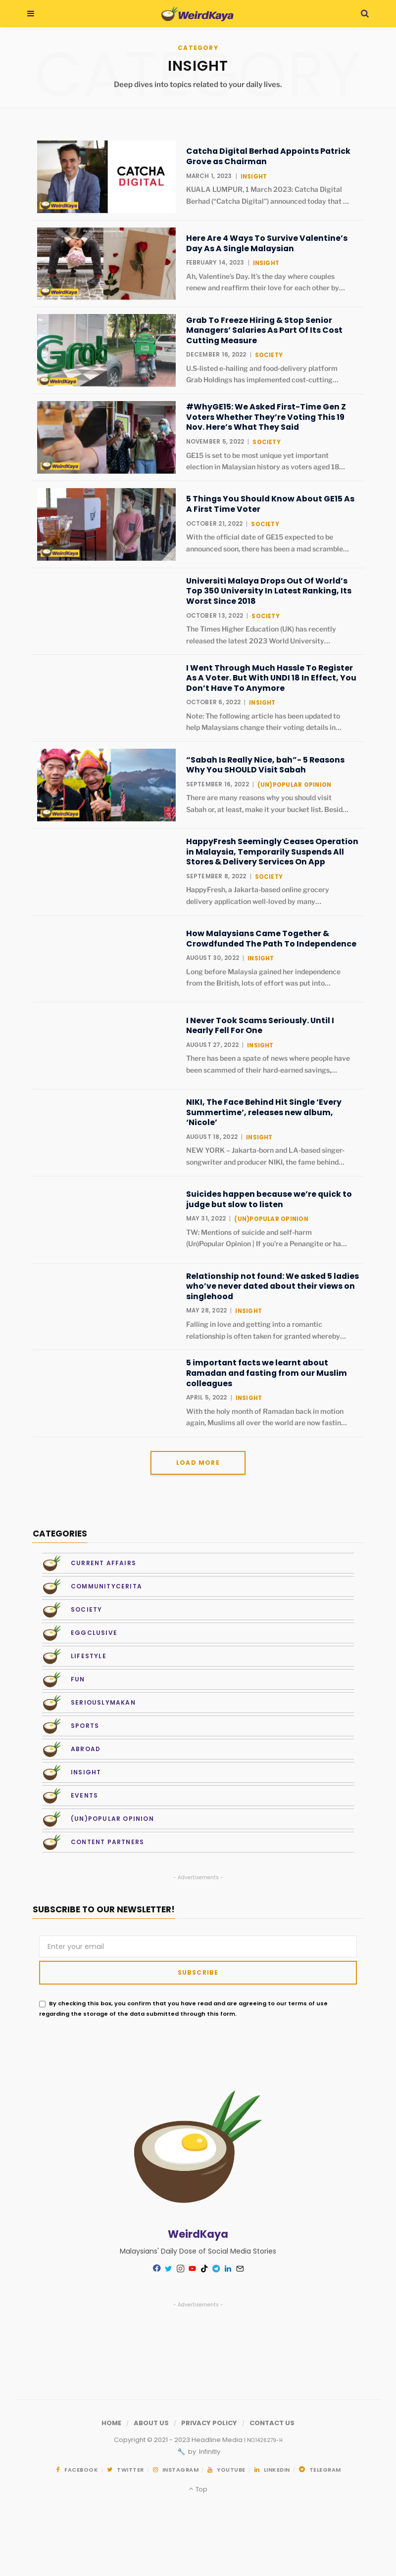 WeirdKaya
CATEGORY
CATEGORY
INSIGHT
Deep dives into topics related to your daily lives.
CATCHA
DIGITAL
WeirdKaya
Catcha Digital Berhad Appoints Patrick
Grove as Chairman
MARCH 1, 2023 | INSIGHT
KUALA LUMPUR, 1 March 2023: Catcha Digital
Berhad (“Catcha Digital”) announced today that ...
WeirdKaya
Here Are 4 Ways To Survive Valentine’s
Day As A Single Malaysian
FEBRUARY 14, 2023 | INSIGHT
Ah, Valentine’s Day. It’s the day where couples
renew and reaffirm their love for each other by...
Grab
WeirdKaya
Grab To Freeze Hiring & Stop Senior
Managers’ Salaries As Part Of Its Cost
Cutting Measure
DECEMBER 16, 2022 | SOCIETY
U.S-listed e-hailing and food-delivery platform
Grab Holdings has implemented cost-cutting...
WeirdKaya
#WhyGE15: We Asked First-Time Gen Z
Voters Whether They’re Voting This 19
Nov. Here’s What They Said
NOVEMBER 5, 2022 | SOCIETY
GE15 is set to be most unique yet important
election in Malaysian history as voters aged 18...
WeirdKaya
5 Things You Should Know About GE15 As
A First Time Voter
OCTOBER 21, 2022 | SOCIETY
With the official date of GE15 expected to be
announced soon, there has been a mad scramble...
Universiti Malaya Drops Out Of World’s
Top 350 University In Latest Ranking, Its
Worst Since 2018
OCTOBER 13, 2022 | SOCIETY
The Times Higher Education (UK) has recently
released the latest 2023 World University...
I Went Through Much Hassle To Register
As A Voter. But With UNDI 18 In Effect, You
Don’t Have To Anymore
OCTOBER 6, 2022 | INSIGHT
Note: The following article has been updated to
help Malaysians change their voting details in...
WeirdKaya
“Sabah Is Really Nice, bah”- 5 Reasons
Why You SHOULD Visit Sabah
SEPTEMBER 16, 2022 | (UN)POPULAR OPINION
There are many reasons why you should visit
Sabah or, at least, make it your bucket list. Besid...
HappyFresh Seemingly Ceases Operation
in Malaysia, Temporarily Suspends All
Stores & Delivery Services On App
SEPTEMBER 8, 2022 | SOCIETY
HappyFresh, a Jakarta-based online grocery
delivery application well-loved by many...
How Malaysians Came Together &
Crowdfunded The Path To Independence
AUGUST 30, 2022 | INSIGHT
Long before Malaysia gained her independence
from the British, lots of effort was put into...
I Never Took Scams Seriously. Until I
Nearly Fell For One
AUGUST 27, 2022 | INSIGHT
There has been a spate of news where people have
been scammed of their hard-earned savings,...
NIKI, The Face Behind Hit Single ‘Every
Summertime’, releases new album,
‘Nicole’
AUGUST 18, 2022 | INSIGHT
NEW YORK – Jakarta-born and LA-based singer-
songwriter and producer NIKI, the fame behind...
Suicides happen because we’re quick to
judge but slow to listen
MAY 31, 2022 | (UN)POPULAR OPINION
TW: Mentions of suicide and self-harm
(Un)Popular Opinion | If you’re a Penangite or ha...
Relationship not found: We asked 5 ladies
who’ve never dated about their views on
singlehood
MAY 28, 2022 | INSIGHT
Falling in love and getting into a romantic
relationship is often taken for granted whereby...
5 important facts we learnt about
Ramadan and fasting from our Muslim
colleagues
APRIL 5, 2022 | INSIGHT
With the holy month of Ramadan back in motion
again, Muslims all over the world are now fastin...
LOAD MORE
CATEGORIES
CURRENT AFFAIRS
COMMUNITYCERITA
SOCIETY
EGGCLUSIVE
LIFESTYLE
FUN
SERIOUSLYMAKAN
SPORTS
ABROAD
INSIGHT
EVENTS
(UN)POPULAR OPINION
CONTENT PARTNERS
- Advertisements -
SUBSCRIBE TO OUR NEWSLETTER!
Enter your email
SUBSCRIBE
By checking this box, you confirm that you have read and are agreeing to our terms of use
regarding the storage of the data submitted through this form.
WeirdKaya
Malaysians' Daily Dose of Social Media Stories
- Advertisements -
HOME / ABOUT US / PRIVACY POLICY / CONTACT US
Copyright © 2021 - 2023 Headline Media | NO1426279-H
🔧 by Infinitly
FACEBOOK TWITTER INSTAGRAM YOUTUBE LINKEDIN TELEGRAM
Top